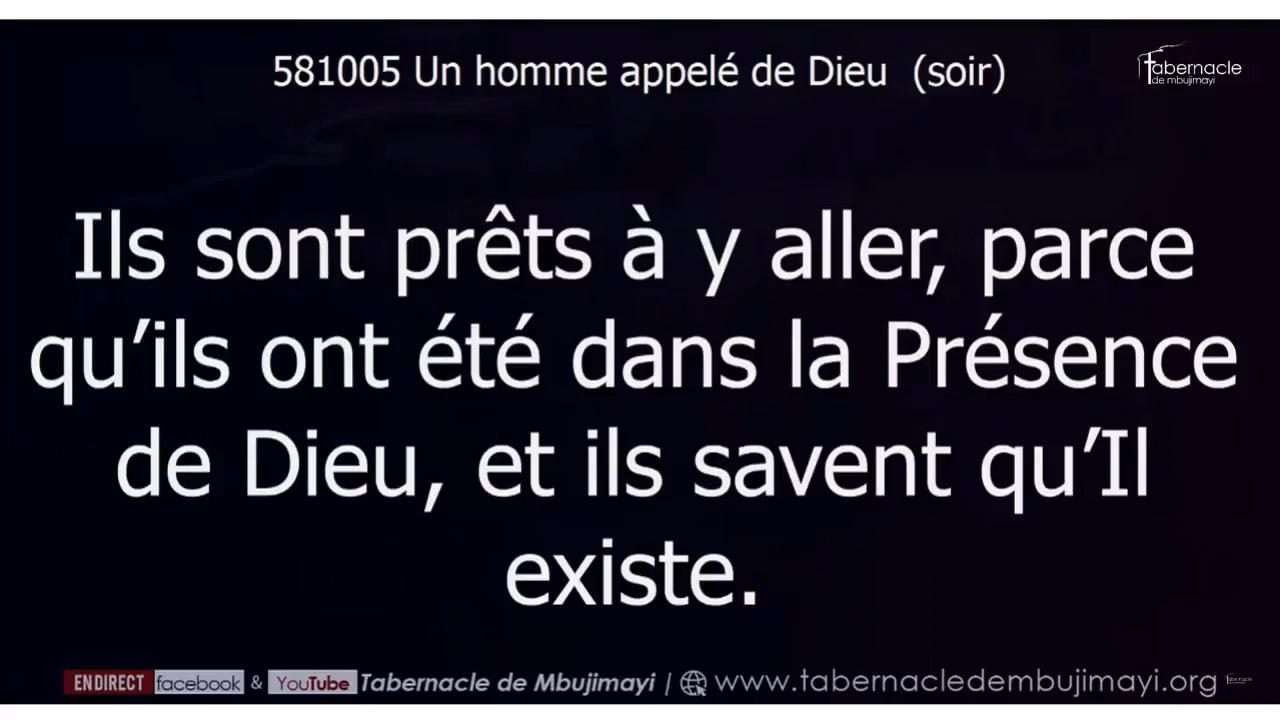 581005 Un homme appelé de Dieu (soir)
Tabernacle
de mbujimayi
Ils sont prêts à y aller, parce
qu’ils ont été dans la Présence
de Dieu, et ils savent qu’Il
existe.
EN DIRECT facebook & YouTube Tabernacle de Mbujimayi | www.tabernacledembujimayi.org